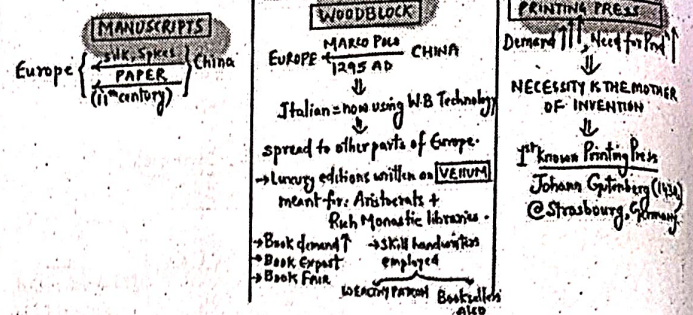 MANUSCRIPTS
Silk, Spices
Europe { PAPER } China
(11th century)
WOODBLOCK
MARCO POLO
EUROPE ← CHINA
1295 AD
⇓
Italian = now using W.B Technology
⇓
spread to other parts of Europe.
→ Luxury editions written on VELLUM
meant for: Aristocrats +
Rich Monastic libraries.
→ Book demand ↑ → Skill handwriters
→ Book Export employed
→ Book Fair
WEALTHY PATRON Booksellers
also
PRINTING PRESS
Demand ↑↑↑, Need for Prod↑
⇓
NECESSITY IS THE MOTHER
OF INVENTION
⇓
1st Known Printing Press
Johann Gutenberg
@Strasbourg, Germany.